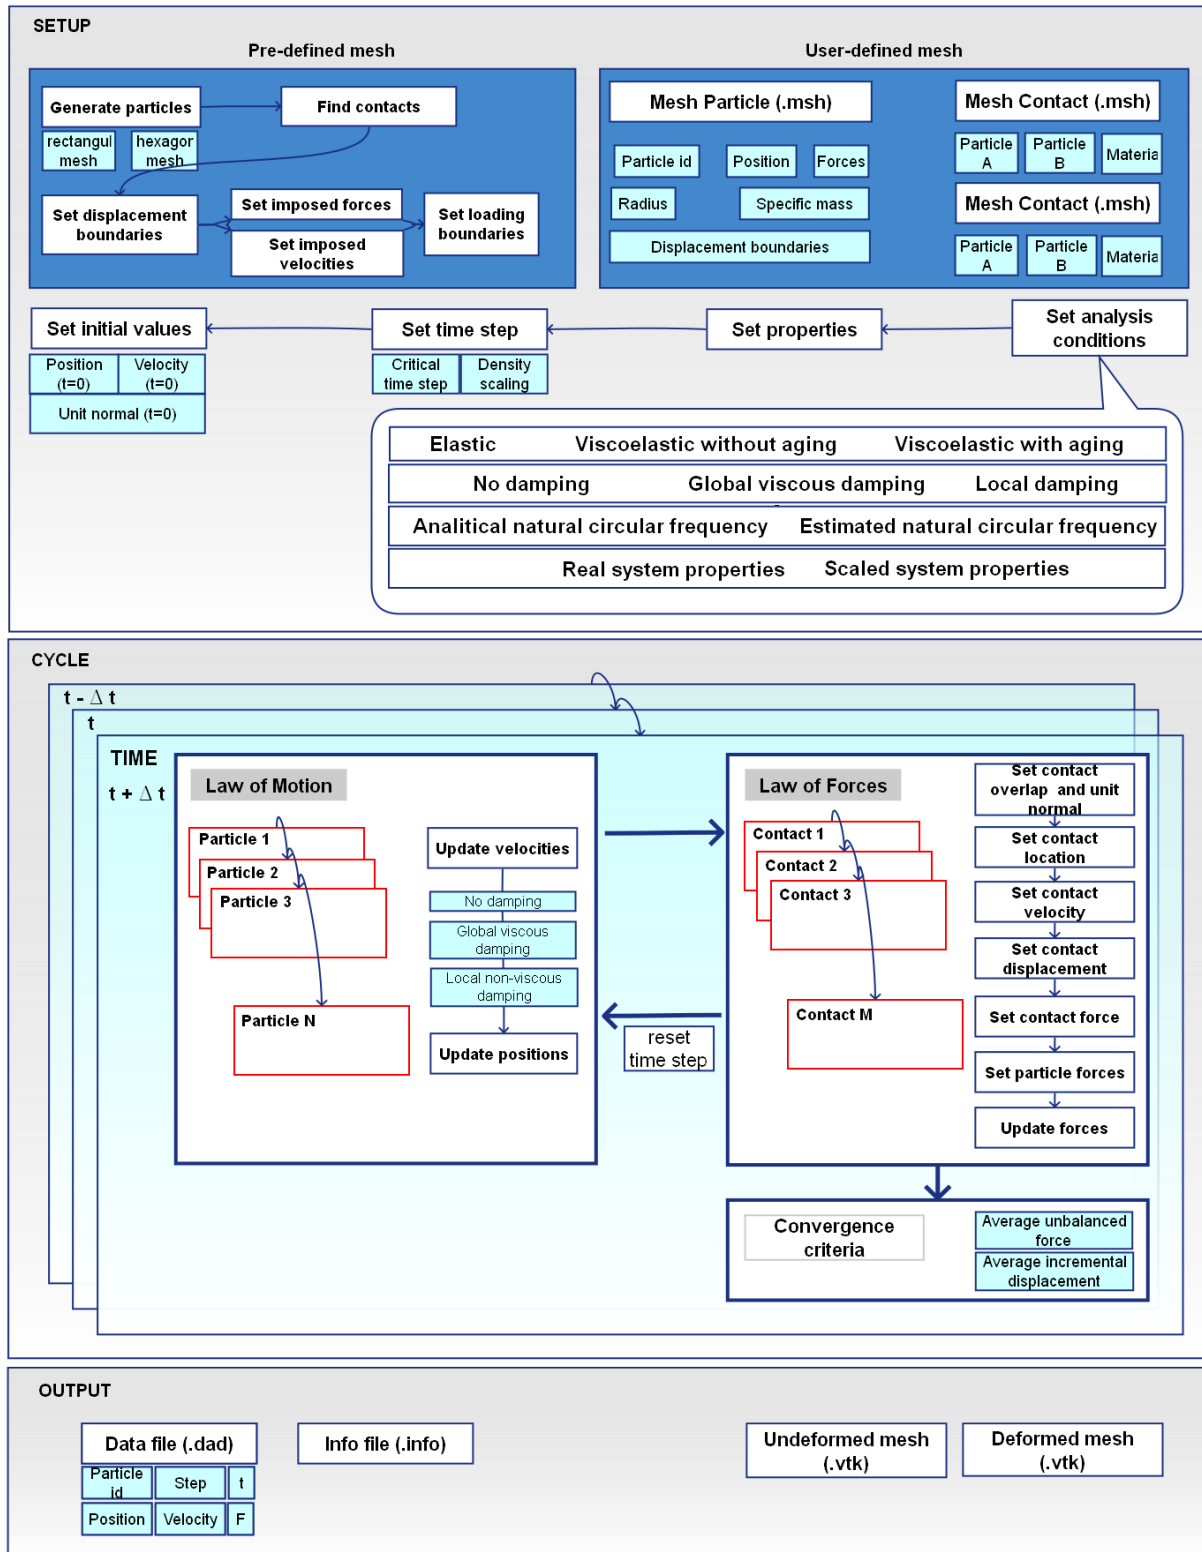 SETUP
Pre-defined mesh
Generate particles
Find contacts
rectangul
mesh
hexagor
mesh
Set displacement
boundaries
Set imposed forces
Set imposed
velocities
Set loading
boundaries
User-defined mesh
Mesh Particle (.msh)
Particle id
Position
Forces
Radius
Specific mass
Displacement boundaries
Mesh Contact (.msh)
Particle
A
Particle
B
Materia
Mesh Contact (.msh)
Particle
A
Particle
B
Materia
Set initial values
Position
(t=0)
Velocity
(t=0)
Unit normal (t=0)
Set time step
Critical
time step
Density
scaling
Set properties
Set analysis
conditions
Elastic Viscoelastic without aging Viscoelastic with aging
No damping Global viscous damping Local damping
Analitical natural circular frequency Estimated natural circular frequency
Real system properties Scaled system properties
CYCLE
t - Δ t
t
TIME
t + Δ t
Law of Motion
Particle 1
Particle 2
Particle 3
Particle N
Update velocities
No damping
Global viscous
damping
Local non-viscous
damping
Update positions
reset
time step
Law of Forces
Contact 1
Contact 2
Contact 3
Contact M
Set contact
overlap and unit
normal
Set contact
location
Set contact
velocity
Set contact
displacement
Set contact force
Set particle forces
Update forces
Convergence
criteria
Average unbalanced
force
Average incremental
displacement
OUTPUT
Data file (.dad)
Particle
id
Step
t
Position
Velocity
F
Info file (.info)
Undeformed mesh
(.vtk)
Deformed mesh
(.vtk)